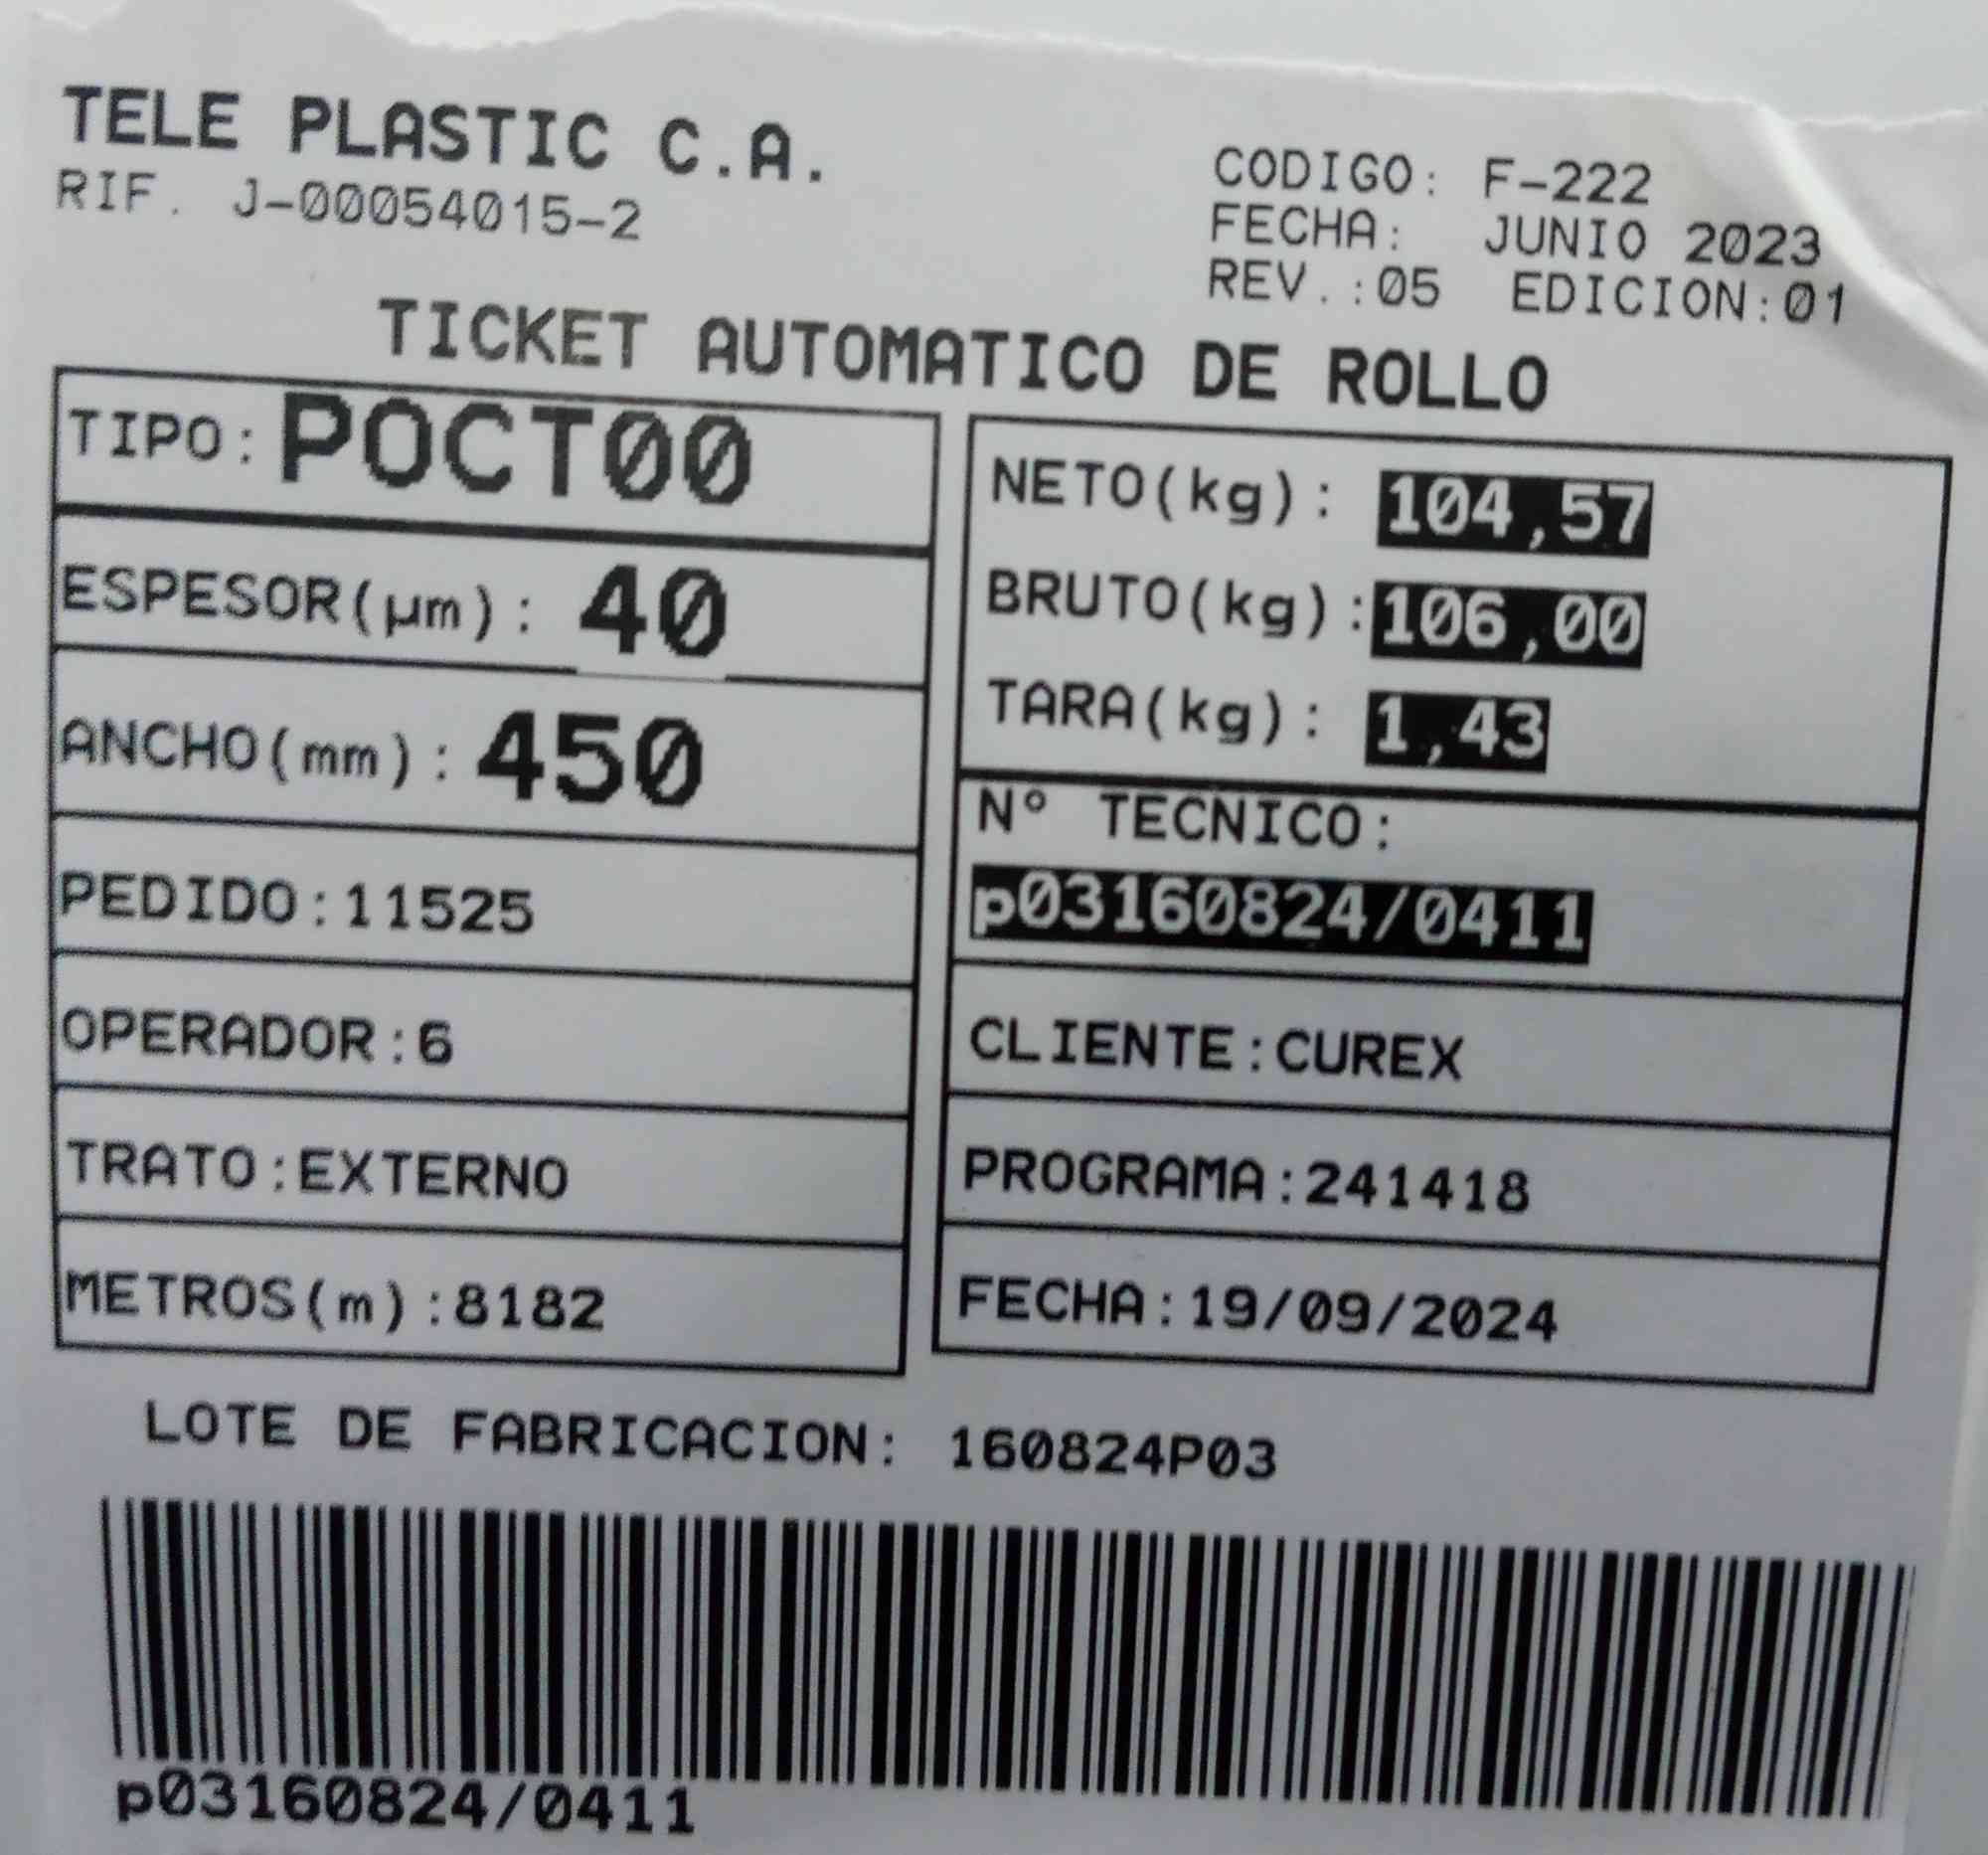 TELE PLASTIC C.A.
RIF. J-00054015-2
CODIGO: F-222
FECHA: JUNIO 2023
REV.:05 EDICION:01
TICKET AUTOMATICO DE ROLLO
TIPO: POCT00
ESPESOR(µm): 40
ANCHO(mm): 450
PEDIDO:11525
OPERADOR:6
TRATO:EXTERNO
METROS(m):8182
NETO(kg): 104,57
BRUTO(kg):106,00
TARA(kg): 1,43
N° TECNICO:
p03160824/0411
CLIENTE:CUREX
PROGRAMA:241418
FECHA:19/09/2024
LOTE DE FABRICACION: 160824P03
p03160824/0411